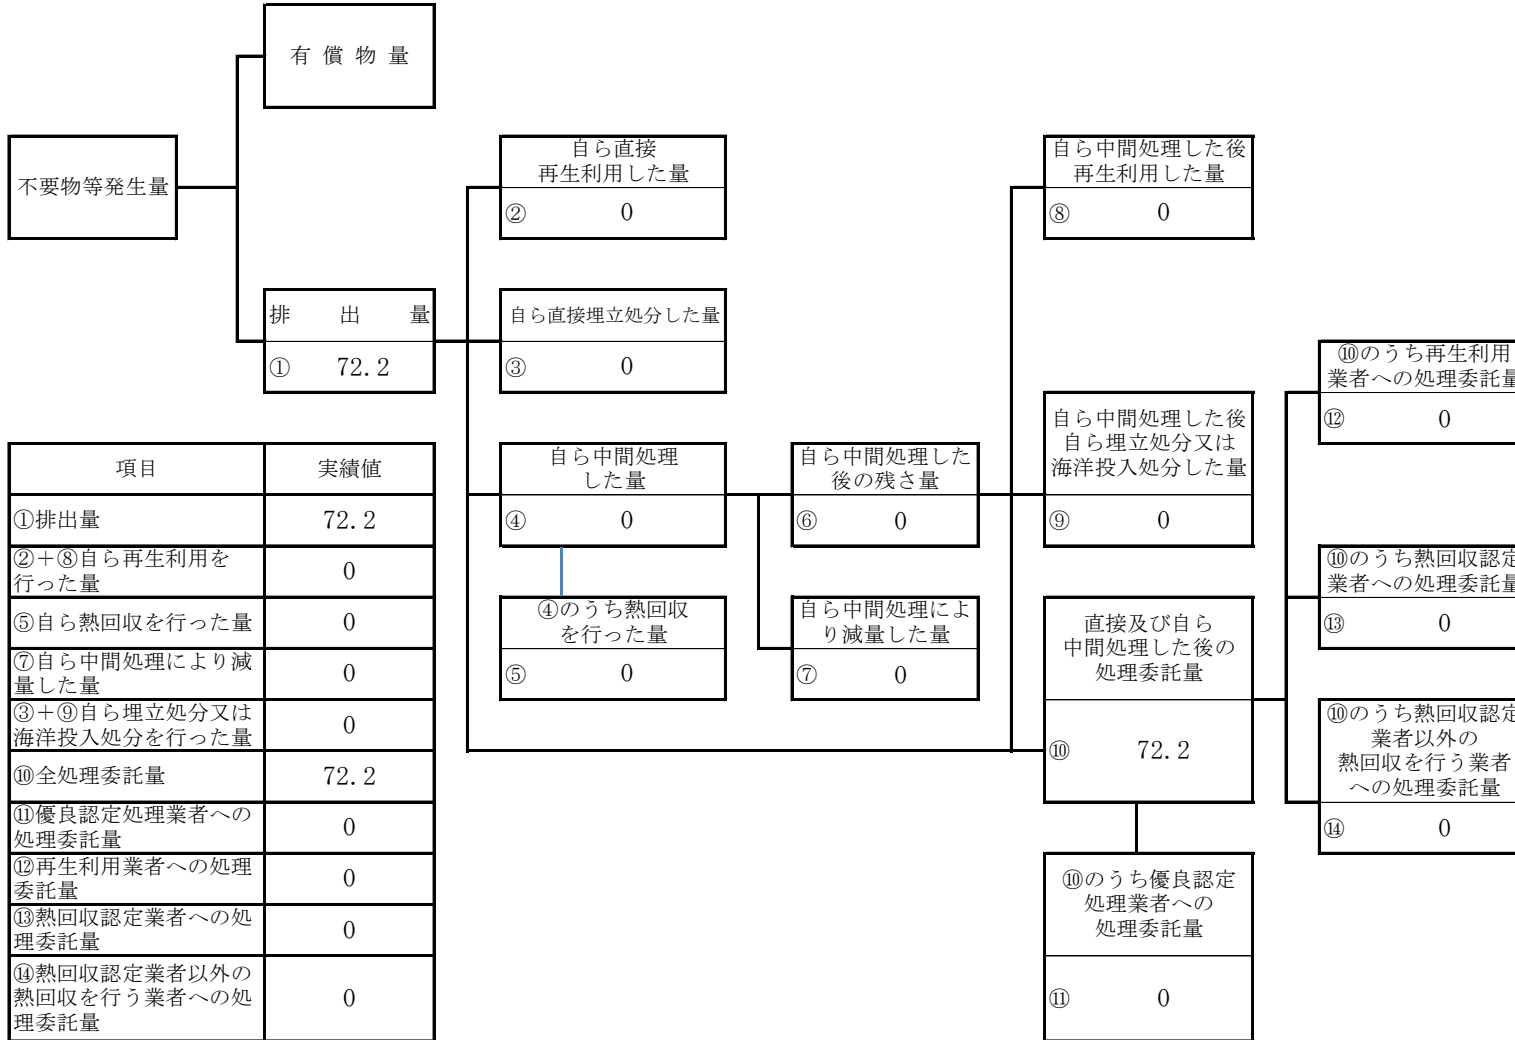 有償物量
不要物等発生量
自ら直接
再生利用した量
② 0
自ら中間処理した後
再生利用した量
⑧ 0
排出量
① 72.2
自ら直接埋立処分した量
③ 0
⑩のうち再生利用
業者への処理委託量
⑫ 0
自ら中間処理した後
自ら埋立処分又は
海洋投入処分した量
⑨ 0
自ら中間処理
した量
④ 0
自ら中間処理した
後の残さ量
⑥ 0
④のうち熱回収
を行った量
⑤ 0
自ら中間処理によ
り減量した量
⑦ 0
直接及び自ら
中間処理した後の
処理委託量
⑩ 72.2
⑩のうち熱回収認定
業者への処理委託量
⑬ 0
⑩のうち熱回収認定
業者以外の
熱回収を行う業者
への処理委託量
⑭ 0
⑩のうち優良認定
処理業者への
処理委託量
⑪ 0
項目 実績値
①排出量 72.2
②＋⑧自ら再生利用を
行った量 0
⑤自ら熱回収を行った量 0
⑦自ら中間処理により減
量した量 0
③＋⑨自ら埋立処分又は
海洋投入処分を行った量 0
⑩全処理委託量 72.2
⑪優良認定処理業者への
処理委託量 0
⑫再生利用業者への処理
委託量 0
⑬熱回収認定業者への処
理委託量 0
⑭熱回収認定業者以外の
熱回収を行う業者への処
理委託量 0